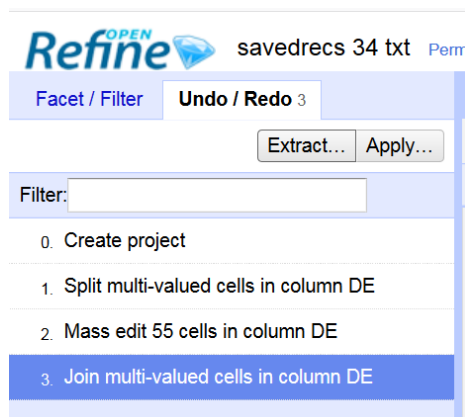 OPEN
Refine savedrecs 34 txt Perm
Facet / Filter Undo / Redo 3
Extract... Apply...
Filter:
0. Create project
1. Split multi-valued cells in column DE
2. Mass edit 55 cells in column DE
3. Join multi-valued cells in column DE